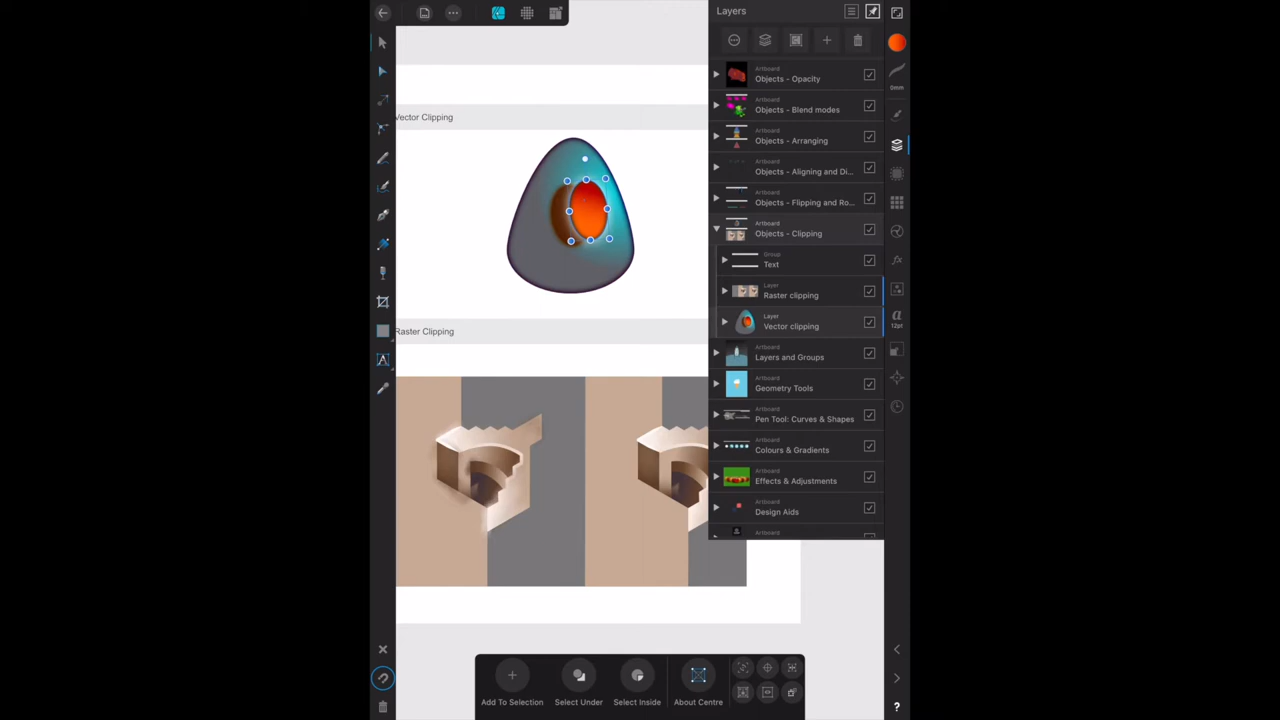 Layers
Vector Clipping
Raster Clipping
Artboard
Objects - Opacity
Artboard
Objects - Blend modes
Artboard
Objects - Arranging
Artboard
Objects - Aligning and Di...
Artboard
Objects - Flipping and Ro...
Artboard
Objects - Clipping
Group
Text
Layer
Raster clipping
Layer
Vector clipping
Artboard
Layers and Groups
Artboard
Geometry Tools
Artboard
Pen Tool: Curves & Shapes
Artboard
Colours & Gradients
Artboard
Effects & Adjustments
Artboard
Design Aids
0mm
fx
a
12pt
A
?
Add To Selection
Select Under
Select Inside
About Centre